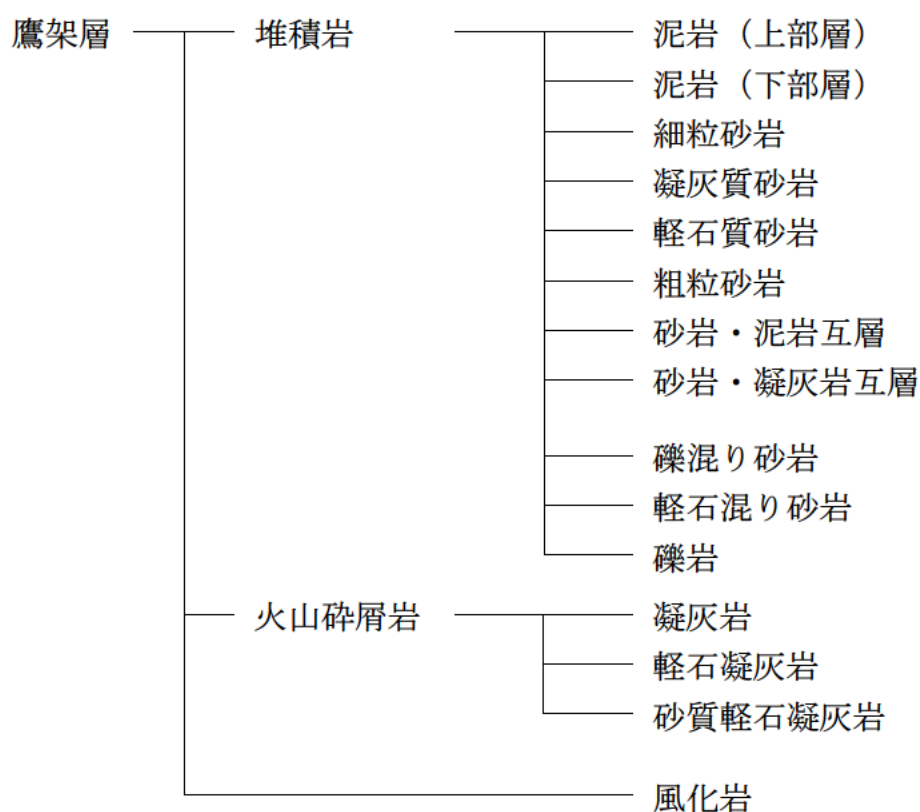 鷹架層 堆積岩 泥岩（上部層）
泥岩（下部層）
細粒砂岩
凝灰質砂岩
軽石質砂岩
粗粒砂岩
砂岩・泥岩互層
砂岩・凝灰岩互層
礫混り砂岩
軽石混り砂岩
礫岩
火山砕屑岩 凝灰岩
軽石凝灰岩
砂質軽石凝灰岩
風化岩